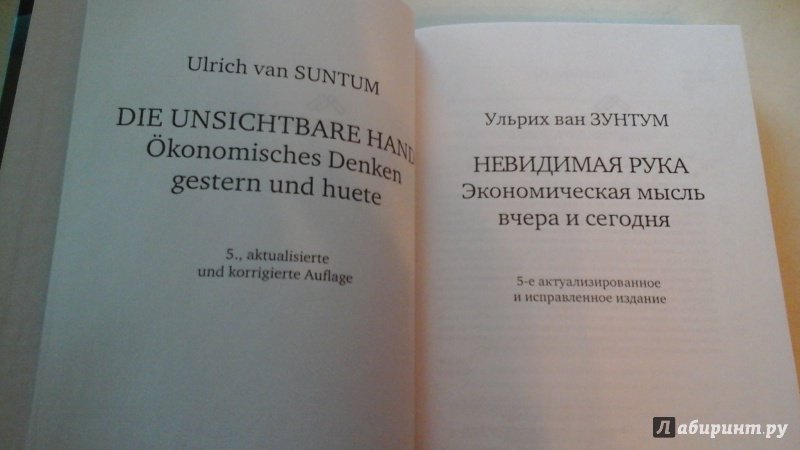 Ulrich van SUNTUM
DIE UNSICHTBARE HAND
Ökonomisches Denken
gestern und huete
5., aktualisierte
und korrigierte Auflage
Ульрих ван ЗУНТУМ
НЕВИДИМАЯ РУКА
Экономическая мысль
вчера и сегодня
5-е актуализированное
и исправленное издание
Лабиринт.ру